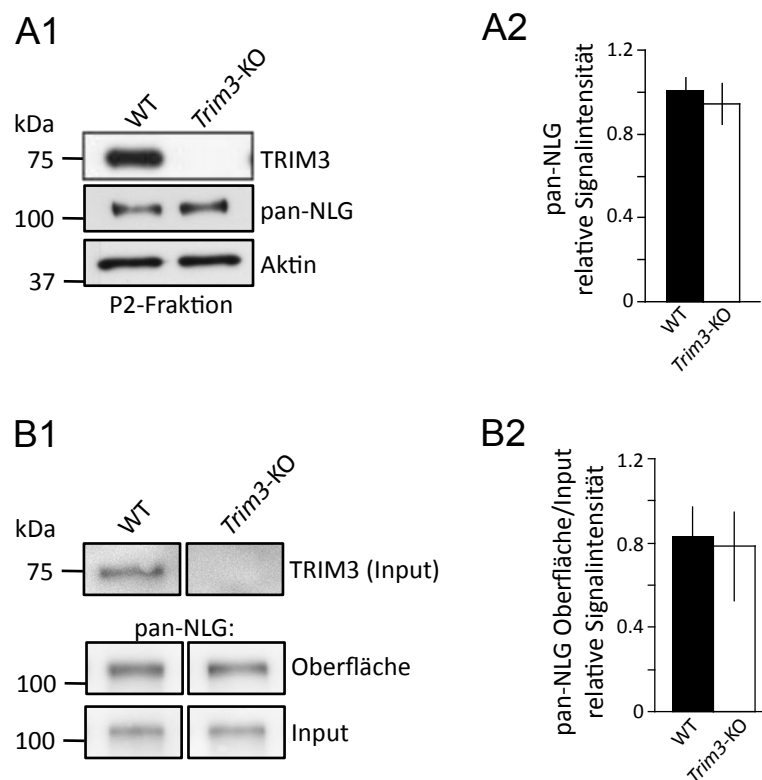 A1
kDa
WT
Trim3-KO
75
TRIM3
100
pan-NLG
37
Aktin
P2-Fraktion
A2
pan-NLG
relative Signalintensität
1.2
0.8
0.4
0
WT
Trim3-KO
B1
kDa
WT
Trim3-KO
75
TRIM3 (Input)
pan-NLG:
100
Oberfläche
100
Input
B2
pan-NLG Oberfläche/Input
relative Signalintensität
1.2
0.8
0.4
0
WT
Trim3-KO